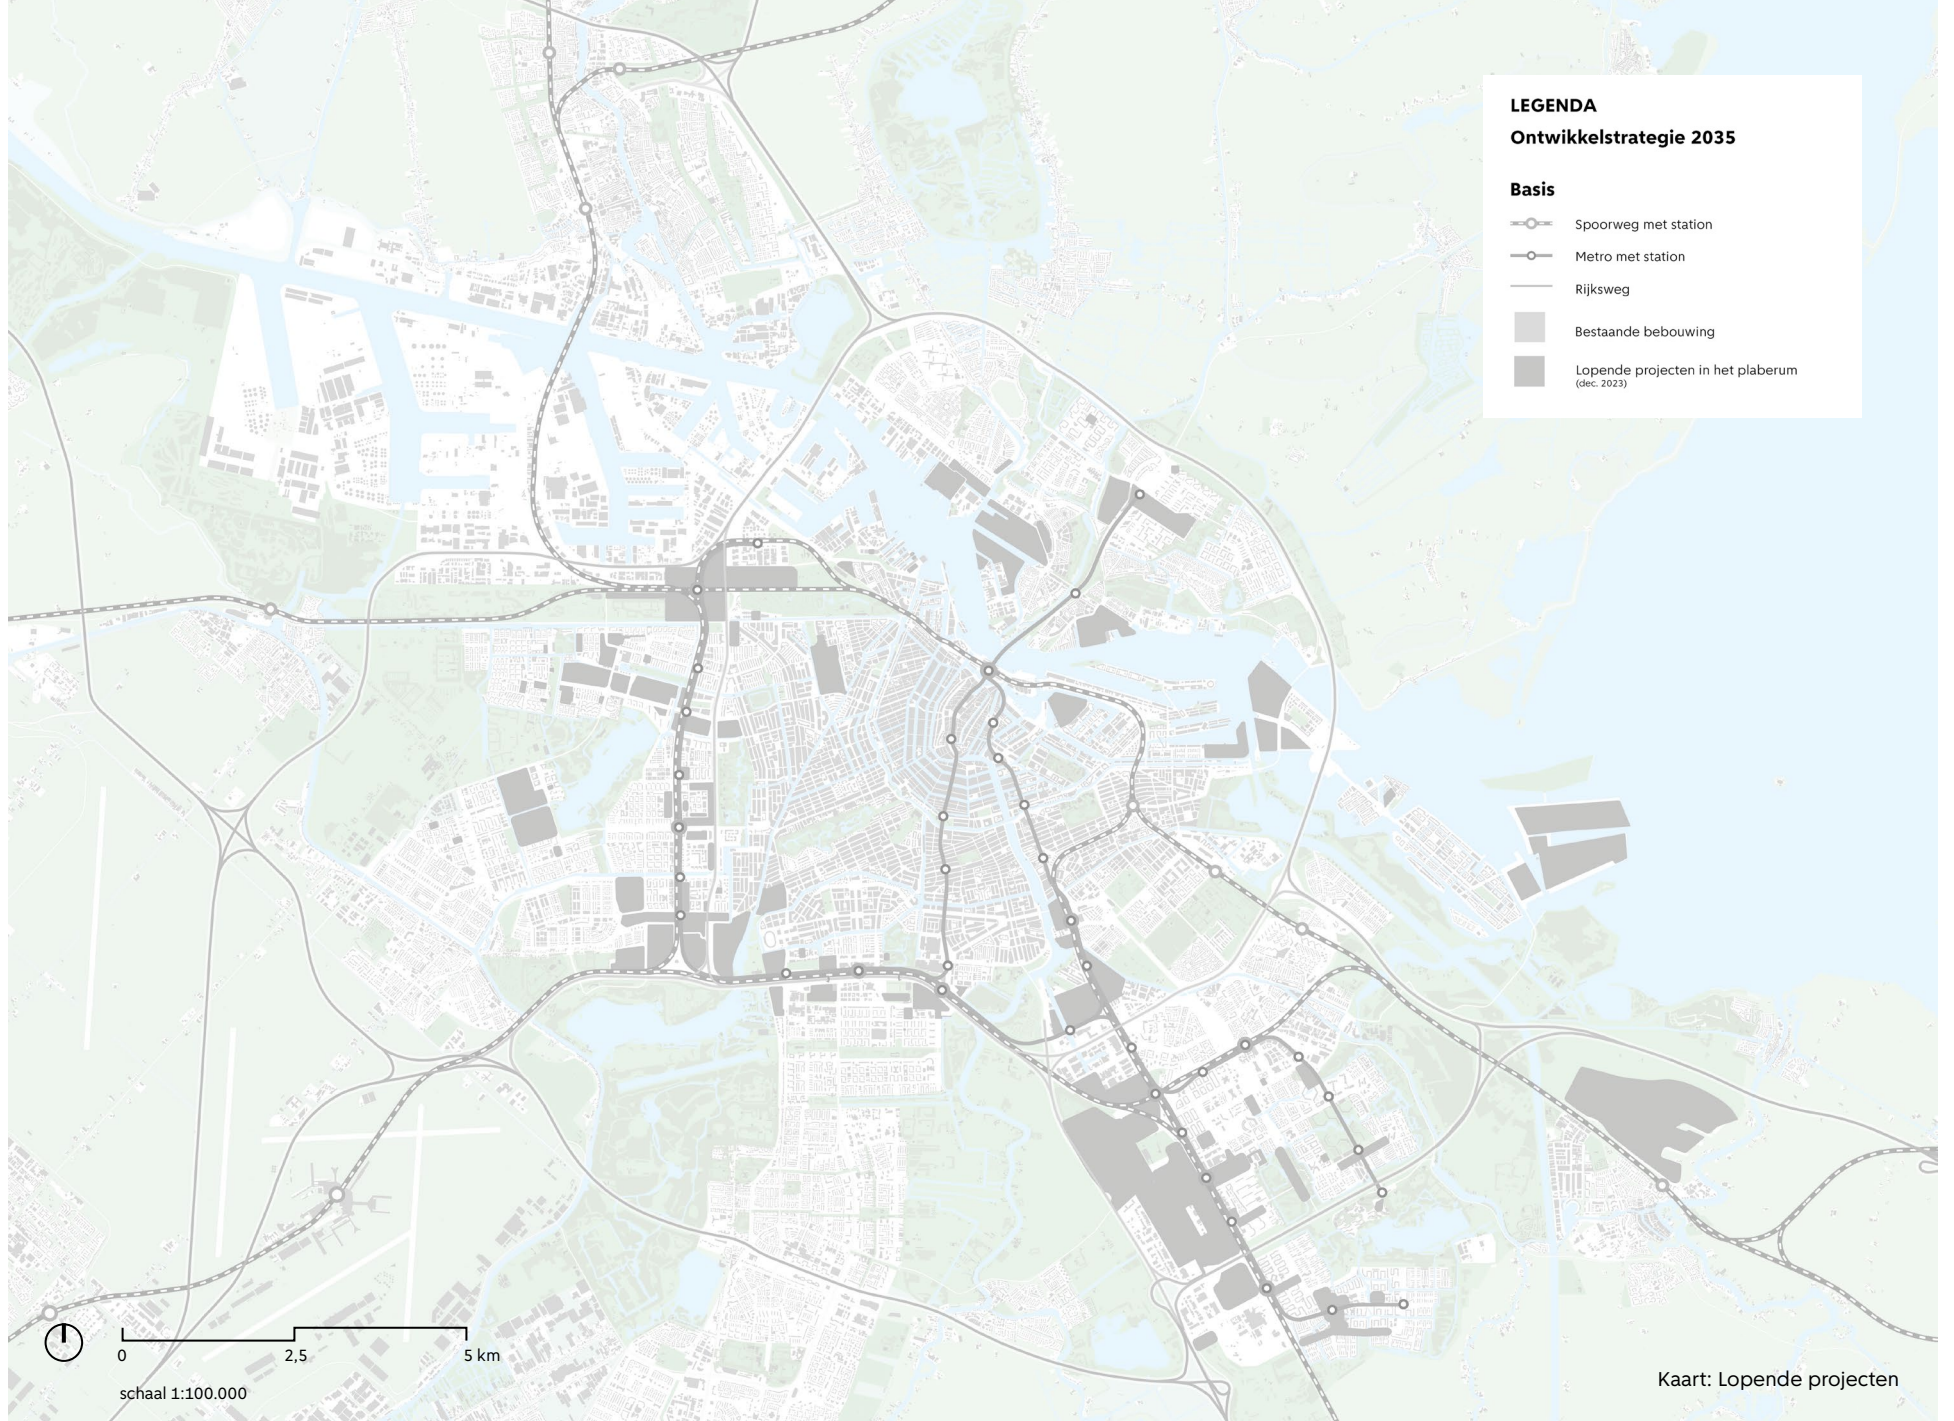 LEGENDA
Ontwikkelstrategie 2035
Basis
Spoorweg met station
Metro met station
Rijksweg
Bestaande bebouwing
Lopende projecten in het plaberum
(dec. 2023)
0 2,5 5 km
schaal 1:100.000
Kaart: Lopende projecten